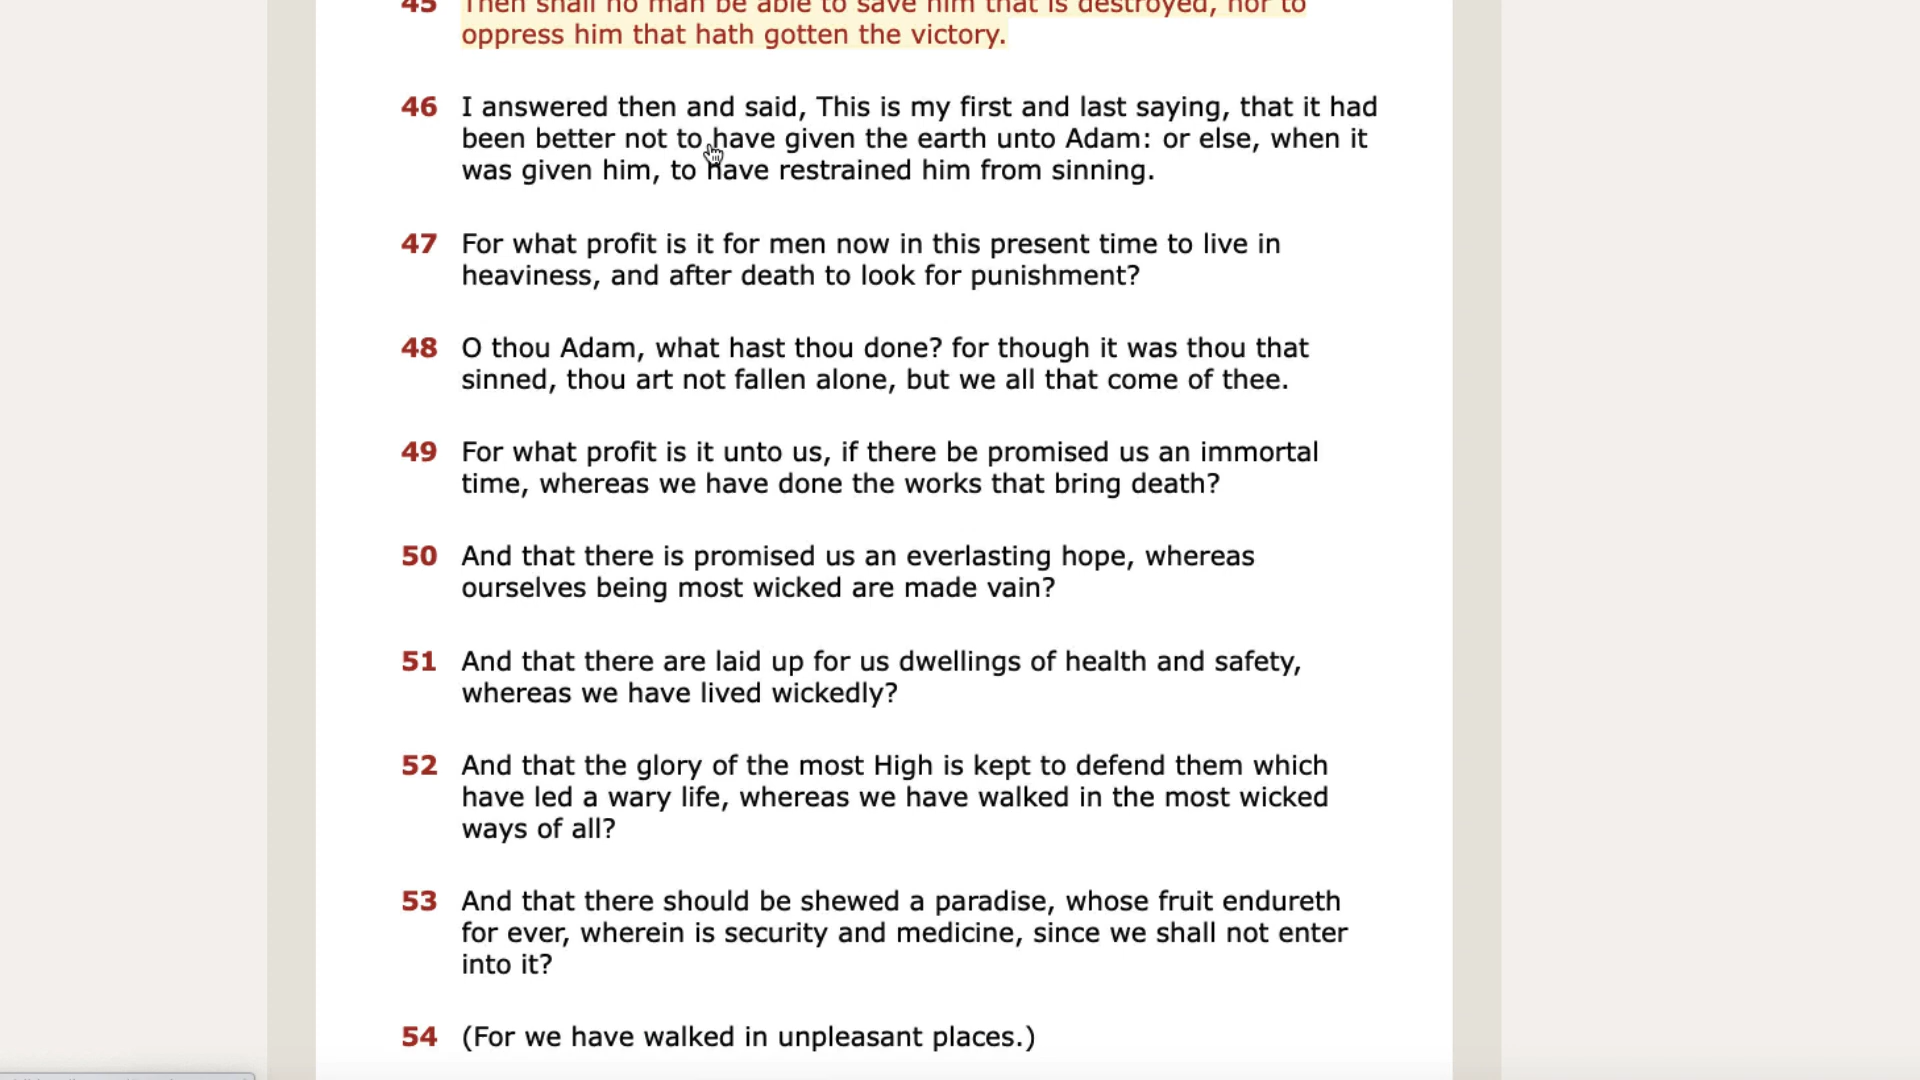 45 Then shall no man be able to save him that is destroyed, nor to
oppress him that hath gotten the victory.
46 I answered then and said, This is my first and last saying, that it had
been better not to have given the earth unto Adam: or else, when it
was given him, to have restrained him from sinning.
47 For what profit is it for men now in this present time to live in
heaviness, and after death to look for punishment?
48 O thou Adam, what hast thou done? for though it was thou that
sinned, thou art not fallen alone, but we all that come of thee.
49 For what profit is it unto us, if there be promised us an immortal
time, whereas we have done the works that bring death?
50 And that there is promised us an everlasting hope, whereas
ourselves being most wicked are made vain?
51 And that there are laid up for us dwellings of health and safety,
whereas we have lived wickedly?
52 And that the glory of the most High is kept to defend them which
have led a wary life, whereas we have walked in the most wicked
ways of all?
53 And that there should be shewed a paradise, whose fruit endureth
for ever, wherein is security and medicine, since we shall not enter
into it?
54 (For we have walked in unpleasant places.)